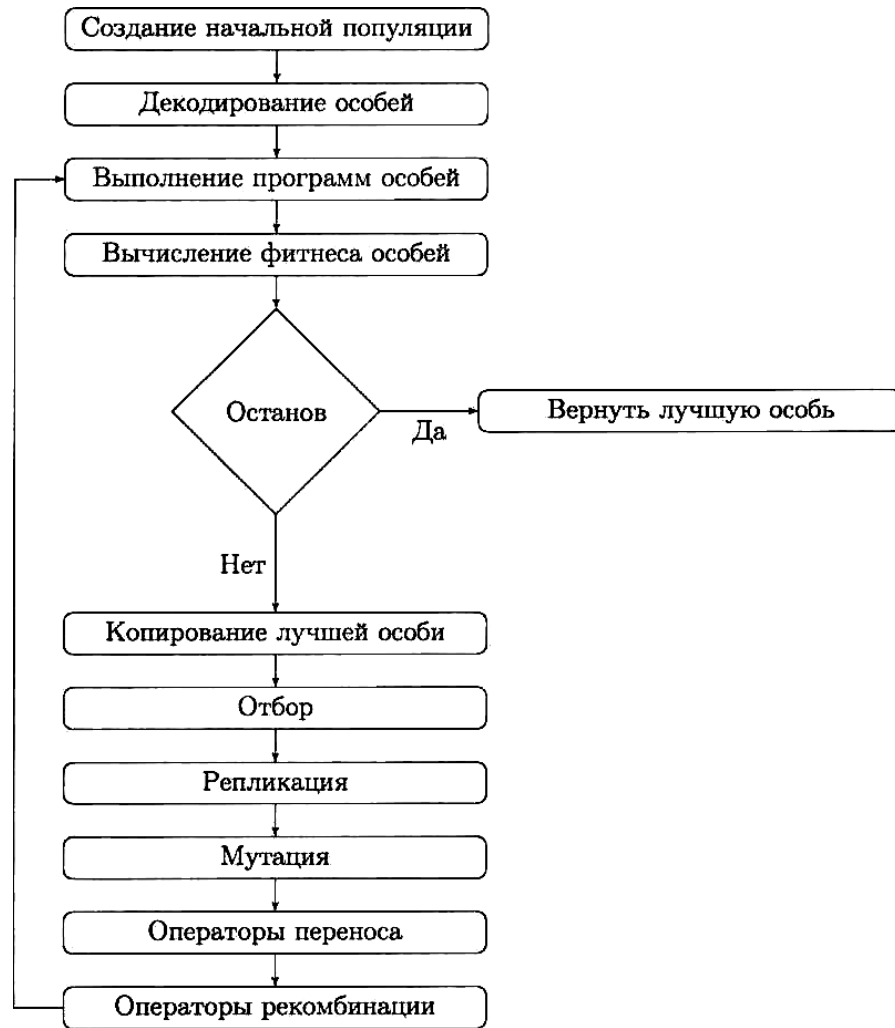 Создание начальной популяции
Декодирование особей
Выполнение программ особей
Вычисление фитнеса особей
Останов
Да
Вернуть лучшую особь
Нет
Копирование лучшей особи
Отбор
Репликация
Мутация
Операторы переноса
Операторы рекомбинации